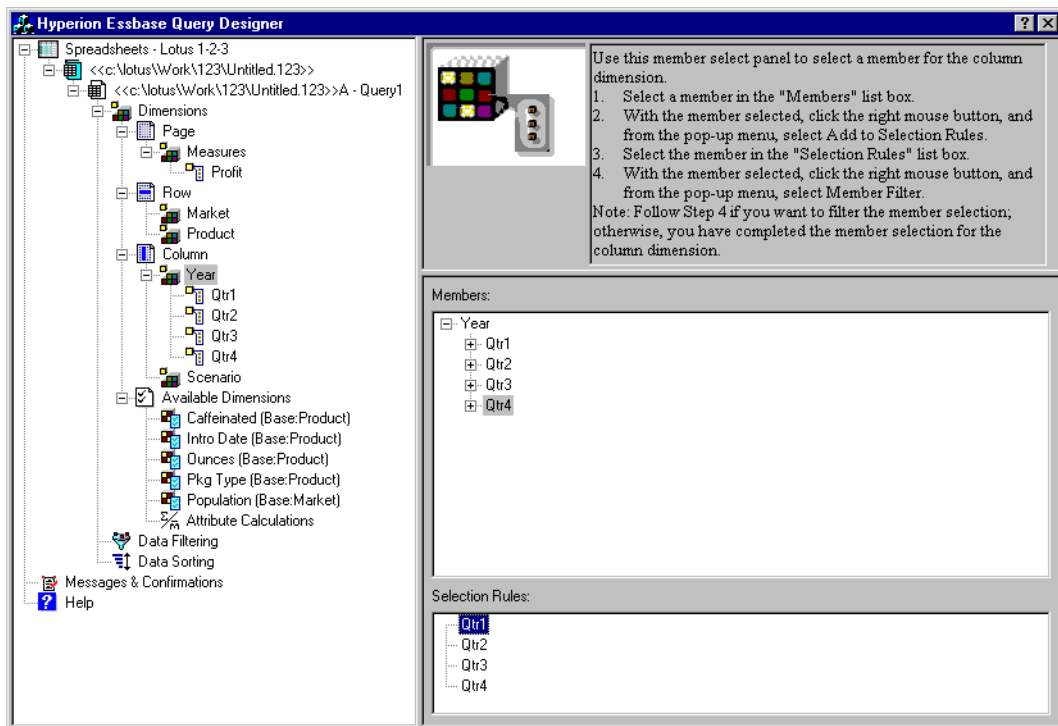 Hyperion Essbase Query Designer
Spreadsheets - Lotus 1-2-3
<<c:\lotus\Work\123\Untitled.123>>
<<c:\lotus\Work\123\Untitled.123>>A - Query1
Dimensions
Page
Measures
Profit
Row
Market
Product
Column
Year
Qtr1
Qtr2
Qtr3
Qtr4
Scenario
Available Dimensions
Caffeinated (Base:Product)
Intro Date (Base:Product)
Ounces (Base:Product)
Pkg Type (Base:Product)
Population (Base:Market)
Attribute Calculations
Data Filtering
Data Sorting
Messages & Confirmations
Help
Use this member select panel to select a member for the column
dimension.
1. Select a member in the "Members" list box.
2. With the member selected, click the right mouse button, and
from the pop-up menu, select Add to Selection Rules.
3. Select the member in the "Selection Rules" list box.
4. With the member selected, click the right mouse button, and
from the pop-up menu, select Member Filter.
Note: Follow Step 4 if you want to filter the member selection;
otherwise, you have completed the member selection for the
column dimension.
Members:
Year
Qtr1
Qtr2
Qtr3
Qtr4
Selection Rules:
Qtr1
Qtr2
Qtr3
Qtr4